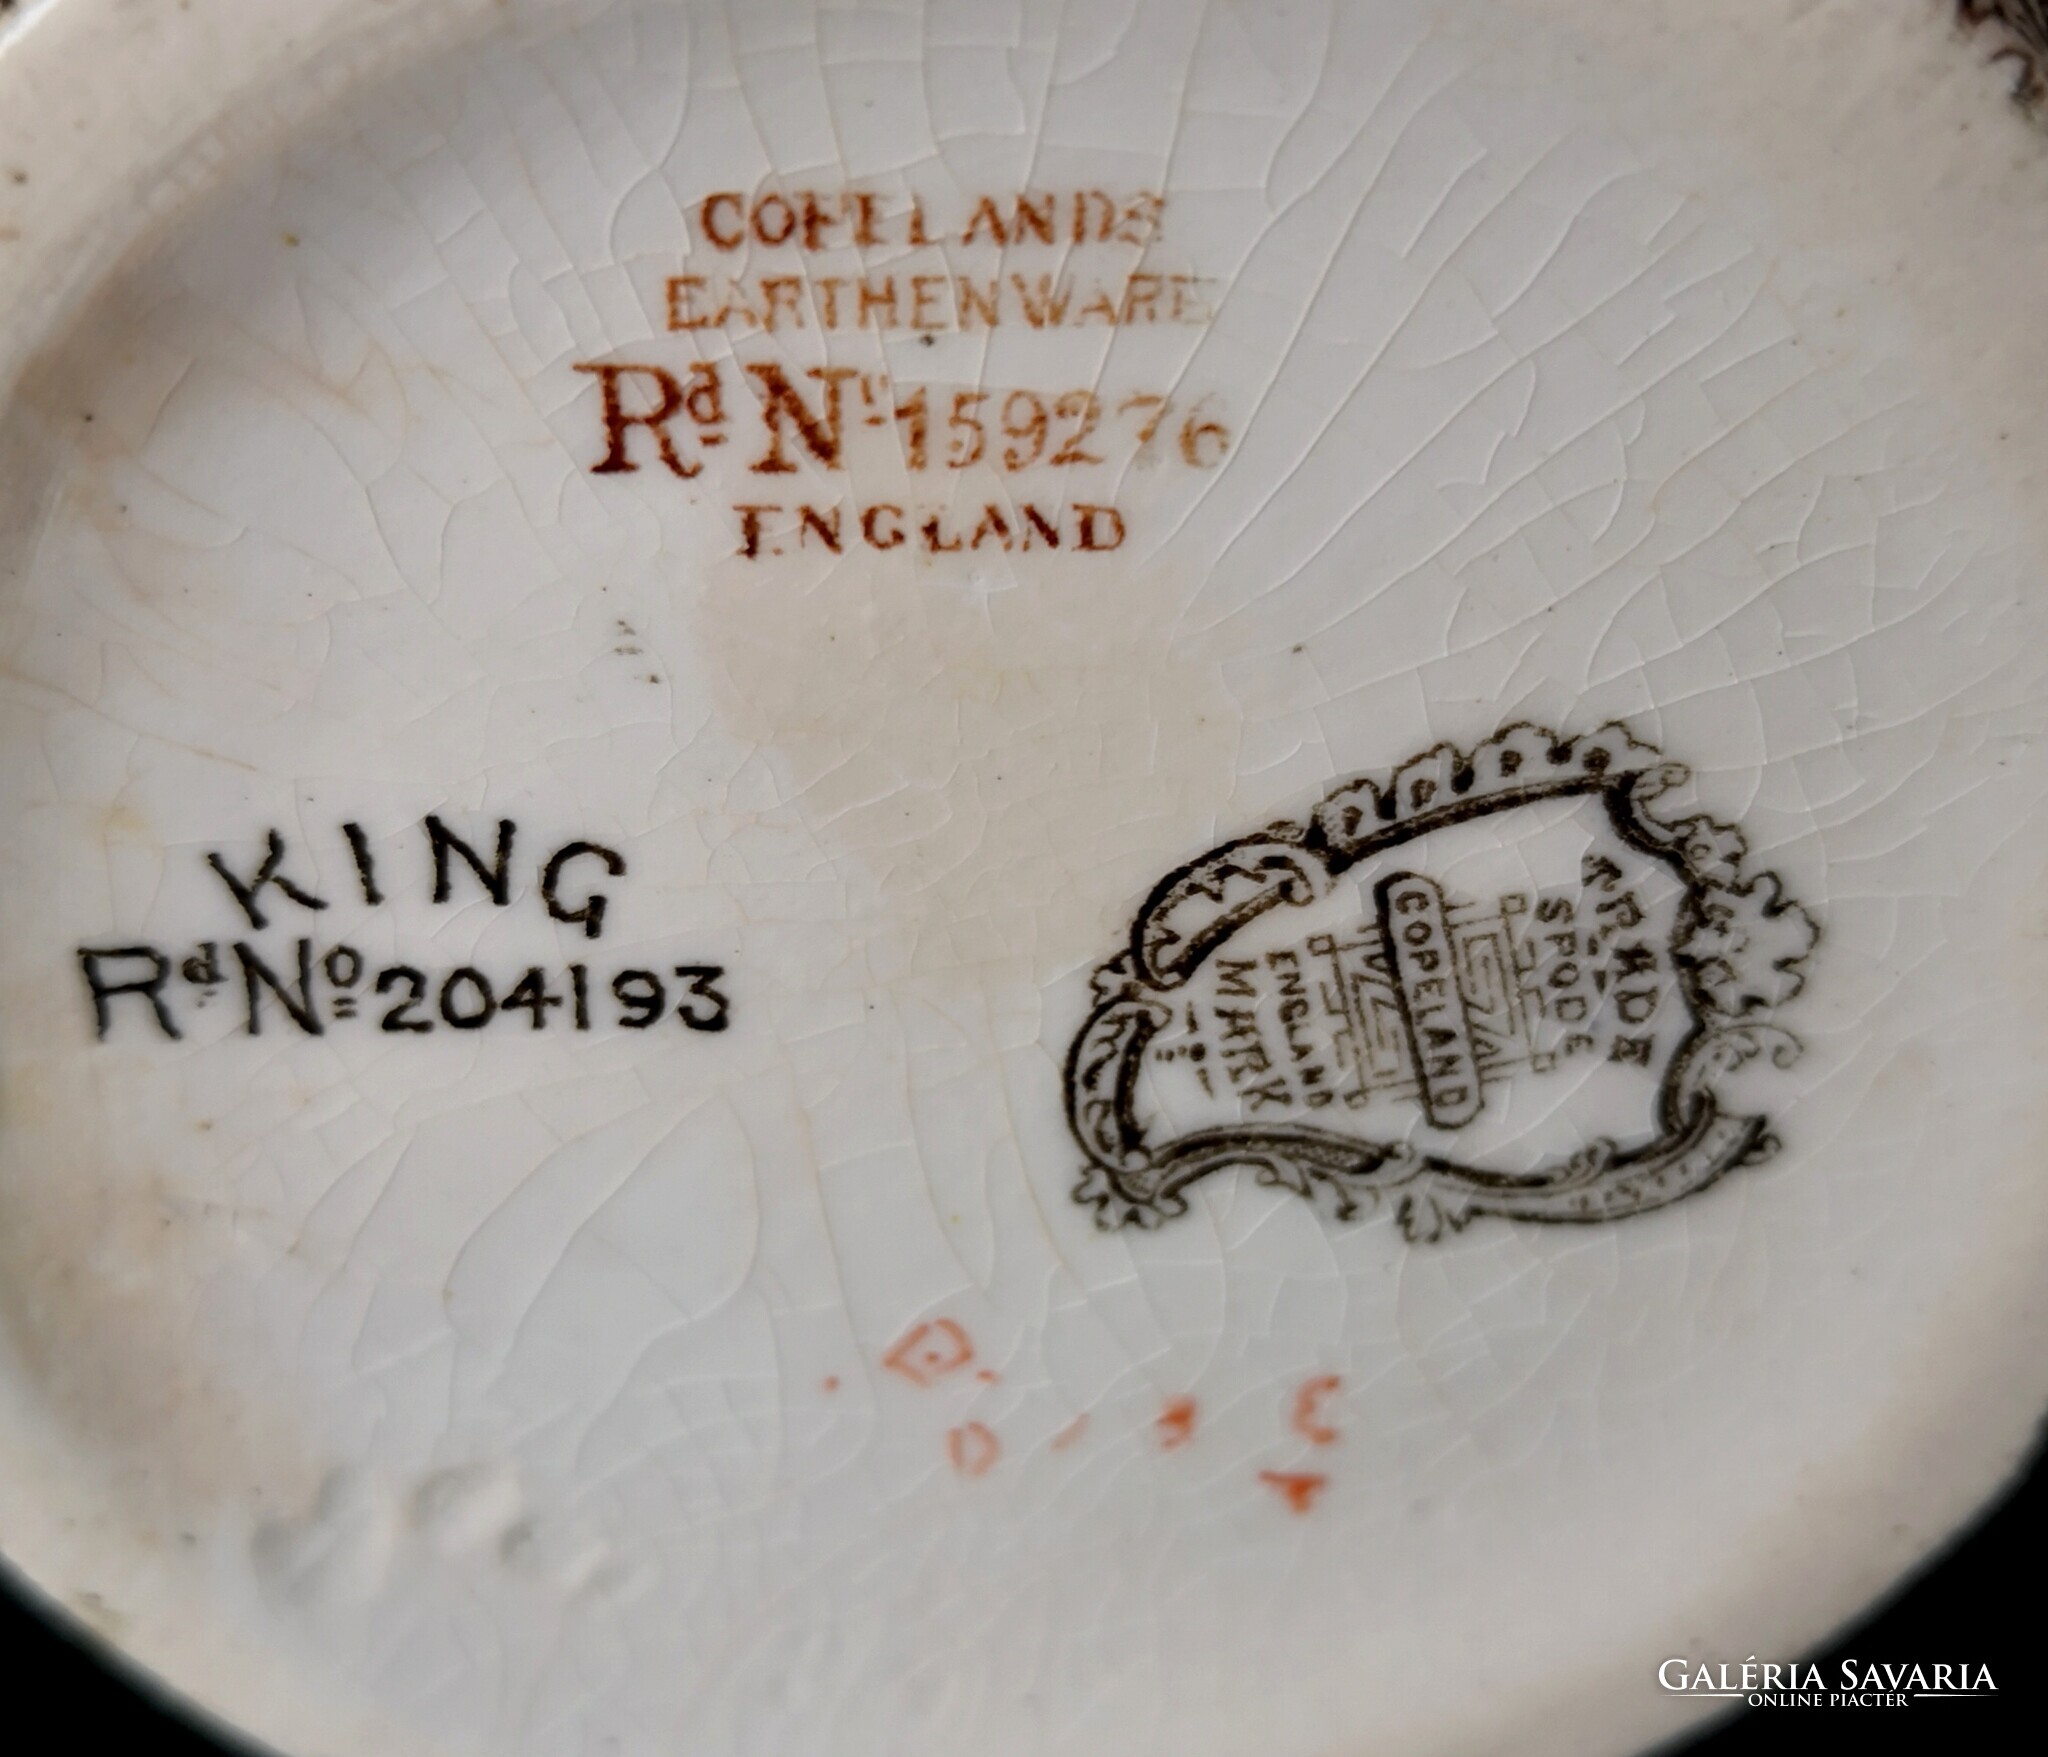 COPELANDS
EARTHENWARE
Rd No 159276
ENGLAND
KING
Rd No 204193
TRADE
SPODE
COPELAND
ENGLAND
MARK
GALÉRIA SAVARIA
ONLINE PIACTÉR